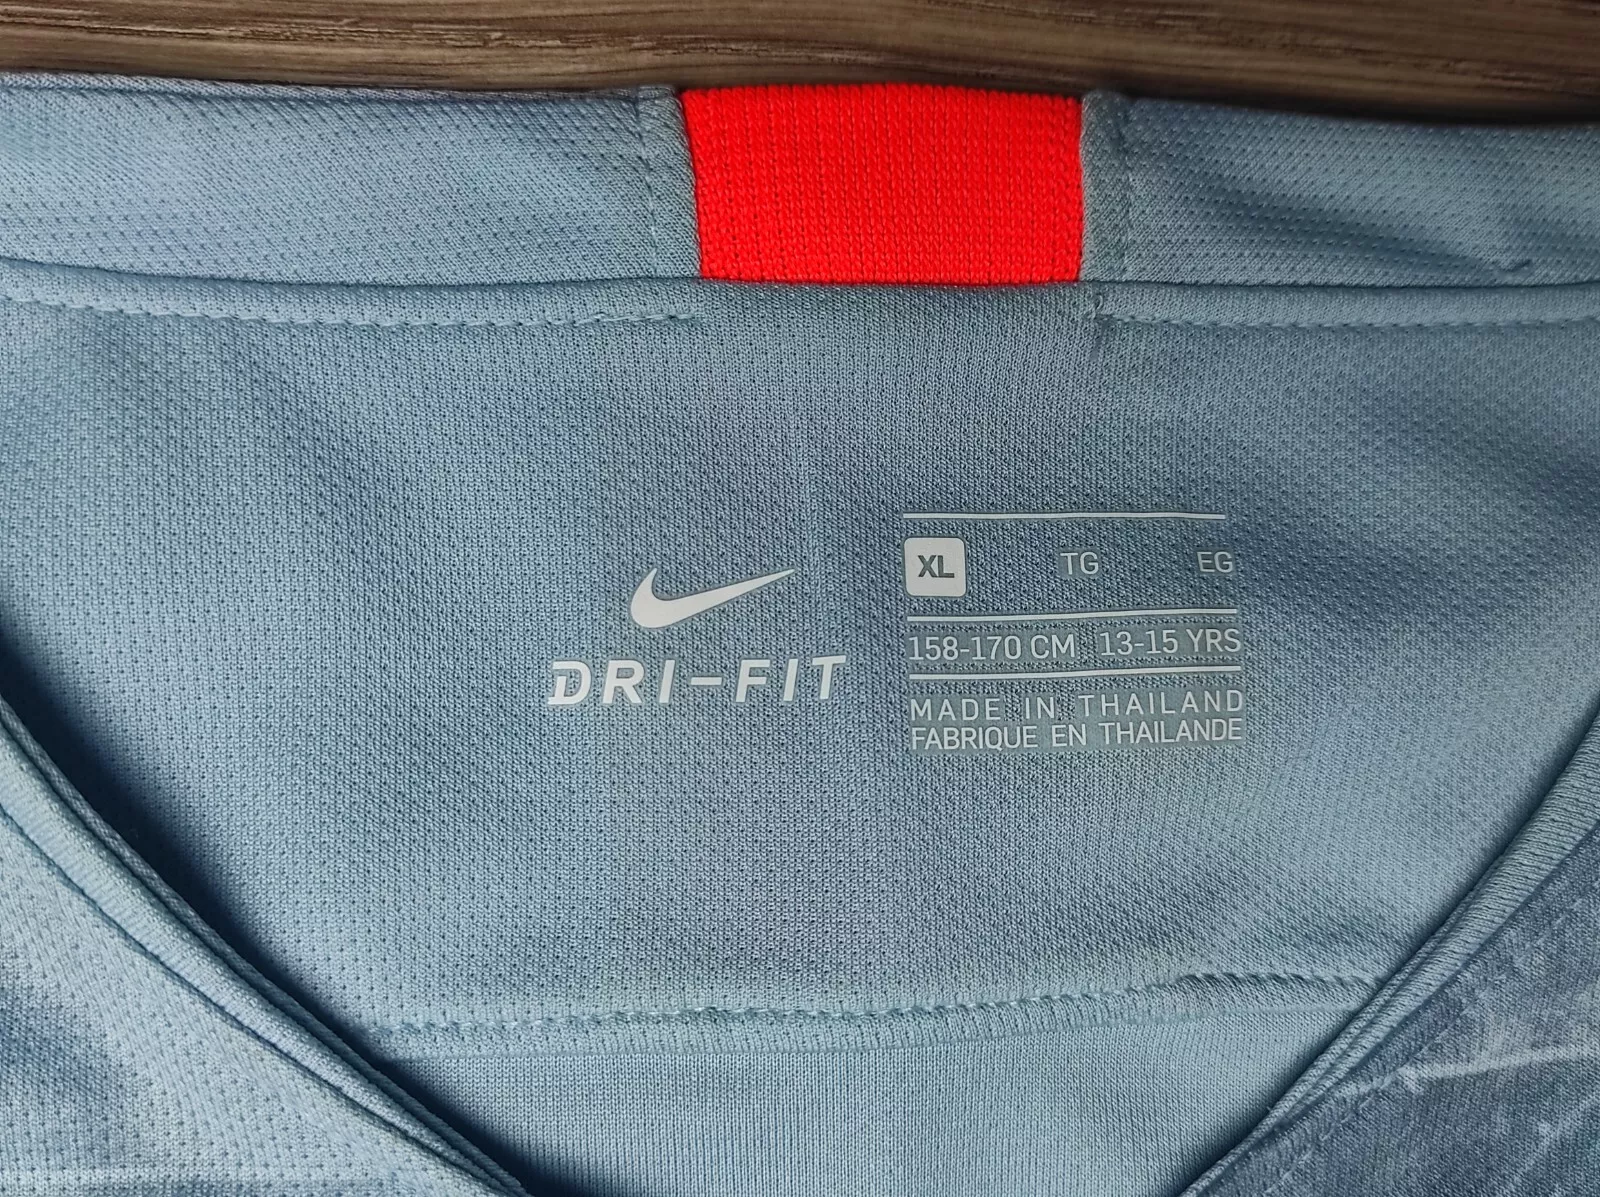 DRI-FIT
XL TG EG
158-170 CM 13-15 YRS
MADE IN THAILAND
FABRIQUE EN THAILANDE